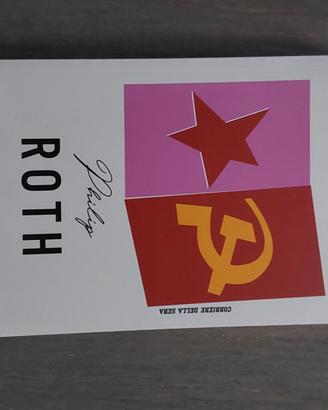 Philip
ROTH
CORRIERE DELLA SERA